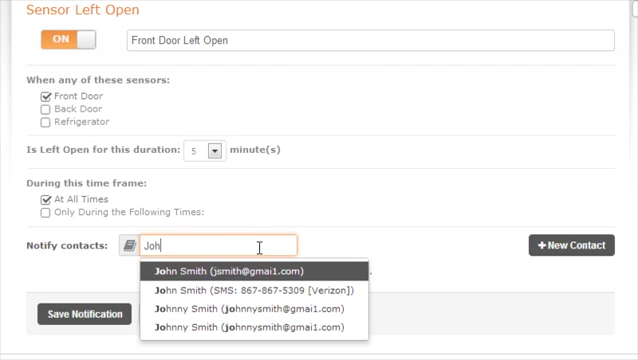 Sensor Left Open
ON
Front Door Left Open
When any of these sensors:
Front Door
Back Door
Refrigerator
Is Left Open for this duration: 5 minute(s)
During this time frame:
At All Times
Only During the Following Times:
Notify contacts: Joh + New Contact
John Smith (jsmith@gmai1.com)
John Smith (SMS: 867-867-5309 [Verizon])
Johnny Smith (johnnysmith@gmai1.com)
Johnny Smith (johnnysmith@gmai1.com)
Save Notification